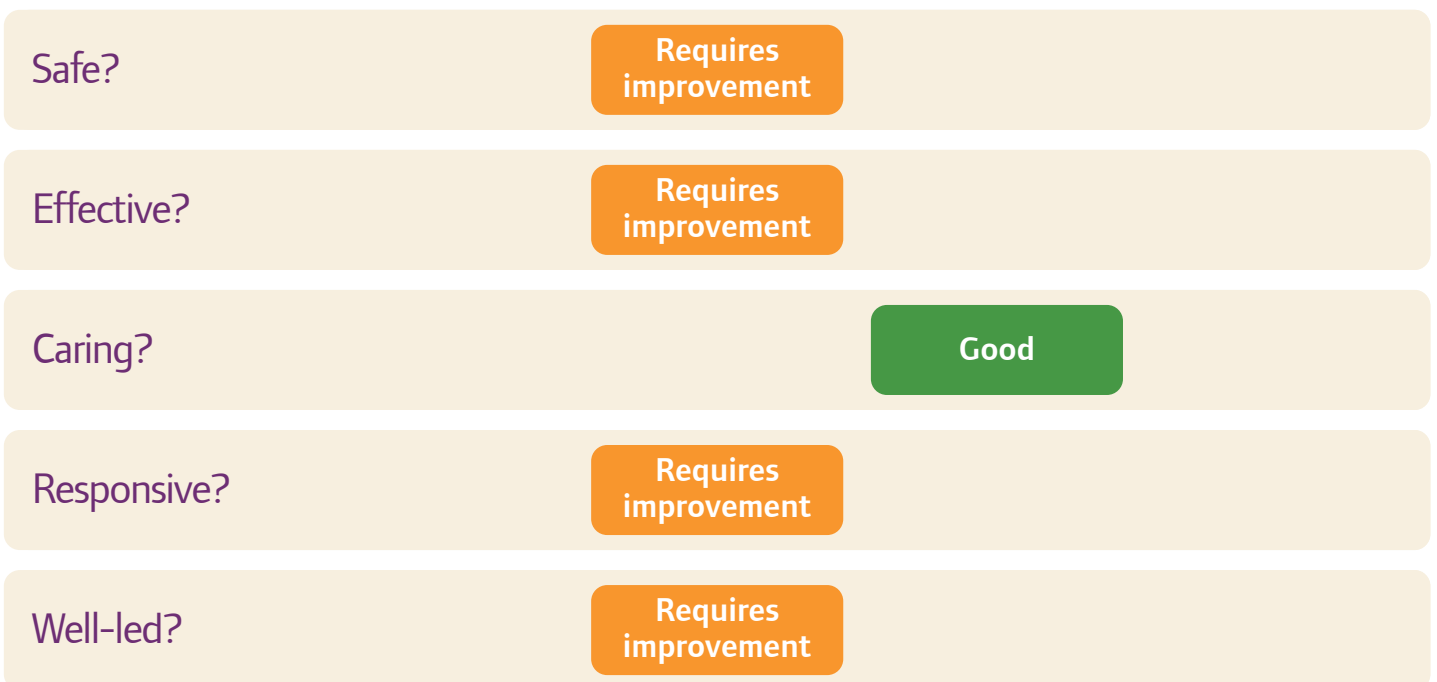 Safe?
Requires
improvement
Effective?
Requires
improvement
Caring?
Good
Responsive?
Requires
improvement
Well-led?
Requires
improvement